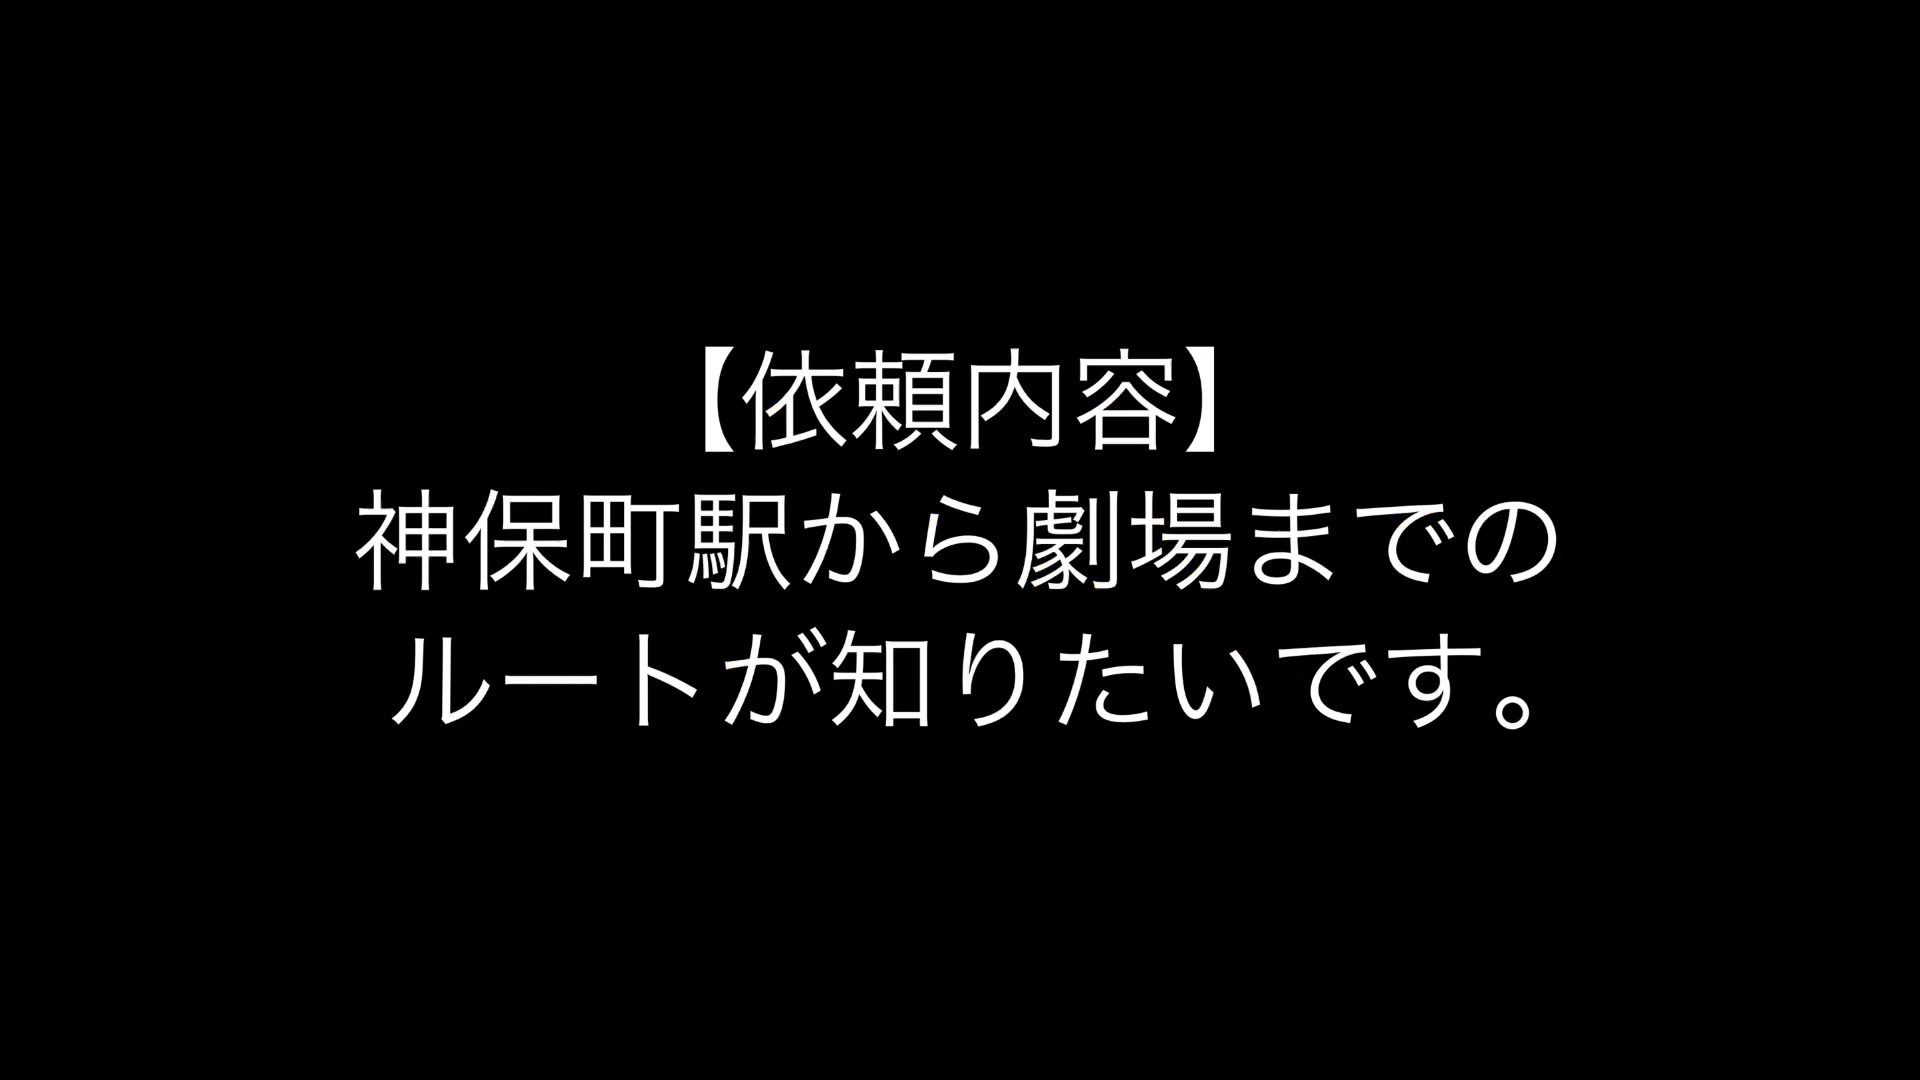 【依頼内容】
神保町駅から劇場までの
ルートが知りたいです。